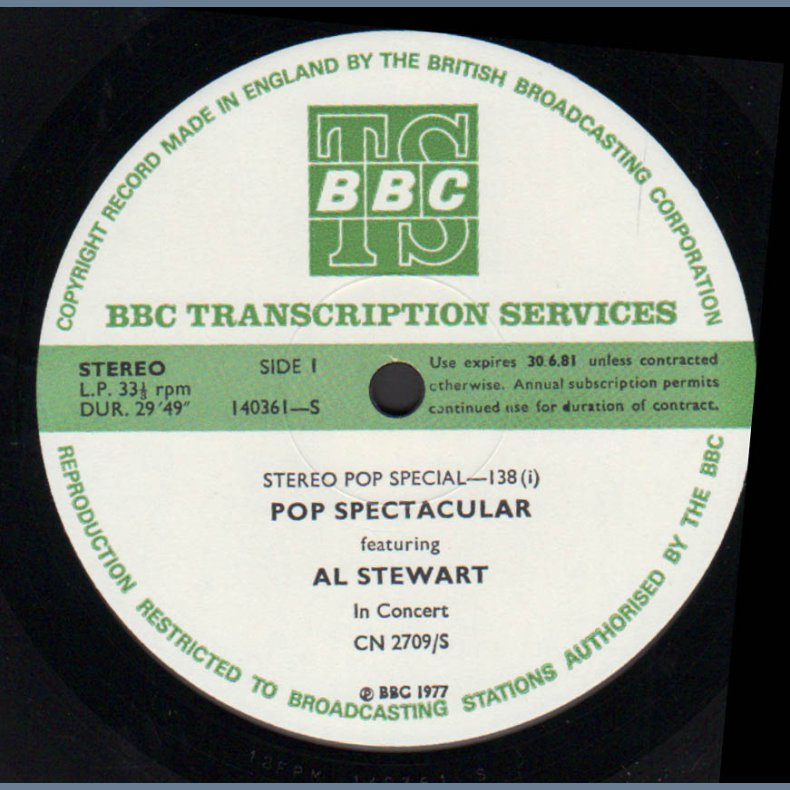 COPYRIGHT RECORD MADE IN ENGLAND BY THE BRITISH BROADCASTING CORPORATION
TS
BBC
BBC TRANSCRIPTION SERVICES
STEREO
L.P. 33⅓ rpm
DUR. 29'49"
SIDE 1
140361—S
Use expires 30.6.81 unless contracted
otherwise. Annual subscription permits
continued use for duration of contract.
STEREO POP SPECIAL—138(i)
POP SPECTACULAR
featuring
AL STEWART
In Concert
CN 2709/S
℗ BBC 1977
REPRODUCTION RESTRICTED TO BROADCASTING STATIONS AUTHORISED BY THE BBC